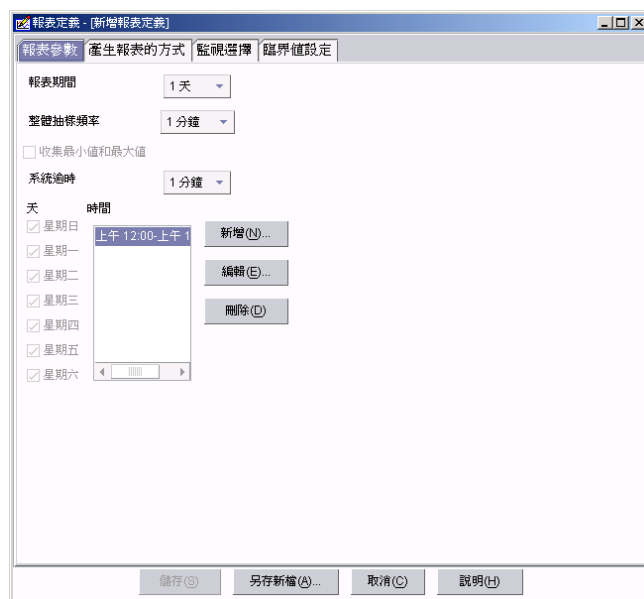 報表定義 - [新增報表定義]
報表參數 產生報表的方式 監視選擇 臨界值設定
報表期間 1 天
整體抽樣頻率 1 分鐘
收集最小值和最大值
系統逾時 1 分鐘
天 時間
星期日 上午 12:00-上午 1 新增(N)...
星期一
星期二 編輯(E)...
星期三 刪除(D)
星期四
星期五
星期六
儲存(S) 另存新檔(A)... 取消(C) 說明(H)